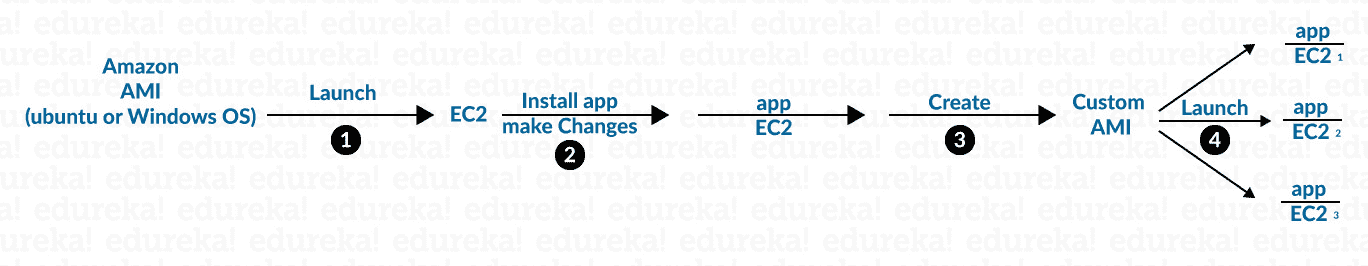 Amazon
AMI
(ubuntu or Windows OS)
Launch
1
EC2
Install app
make Changes
2
app
EC2
Create
3
Custom
AMI
Launch
4
app
EC2 1
app
EC2 2
app
EC2 3
edureka!